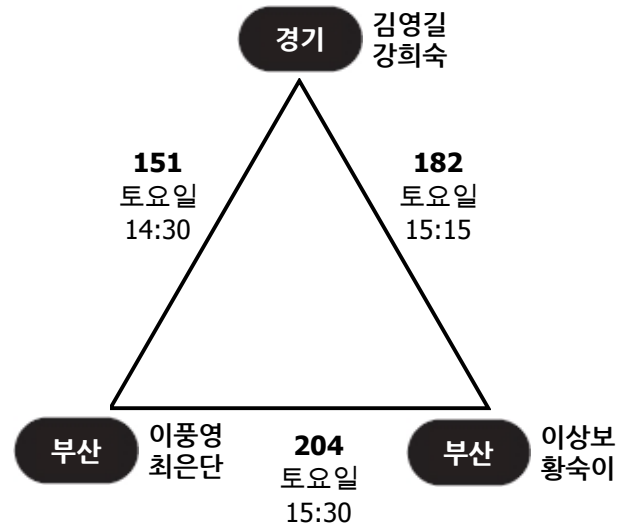 경기
김영길
강희숙
151
토요일
14:30
182
토요일
15:15
부산
이풍영
최은단
204
토요일
15:30
부산
이상보
황숙이